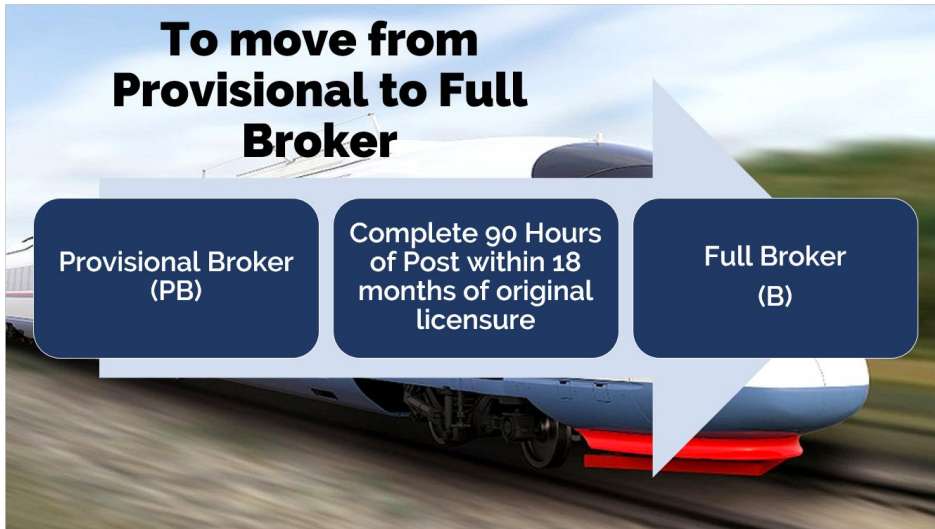 To move from
Provisional to Full
Broker
Provisional Broker
(PB)
Complete 90 Hours
of Post within 18
months of original
licensure
Full Broker
(B)